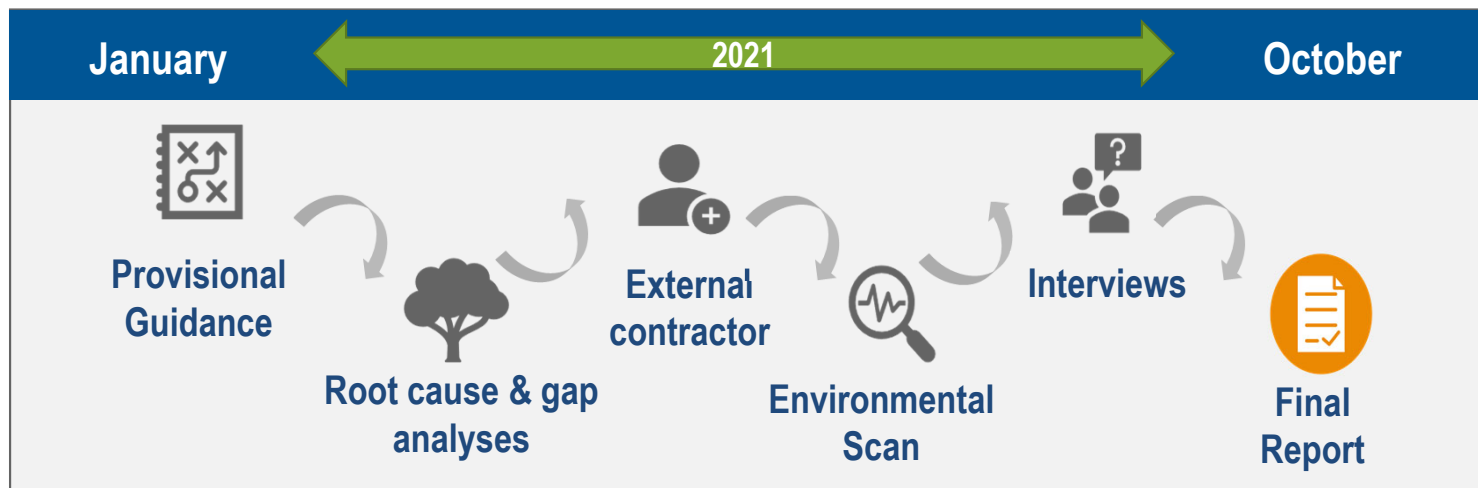 January
2021
October
Provisional
Guidance
Root cause & gap
analyses
External
contractor
Environmental
Scan
?
Interviews
Final
Report